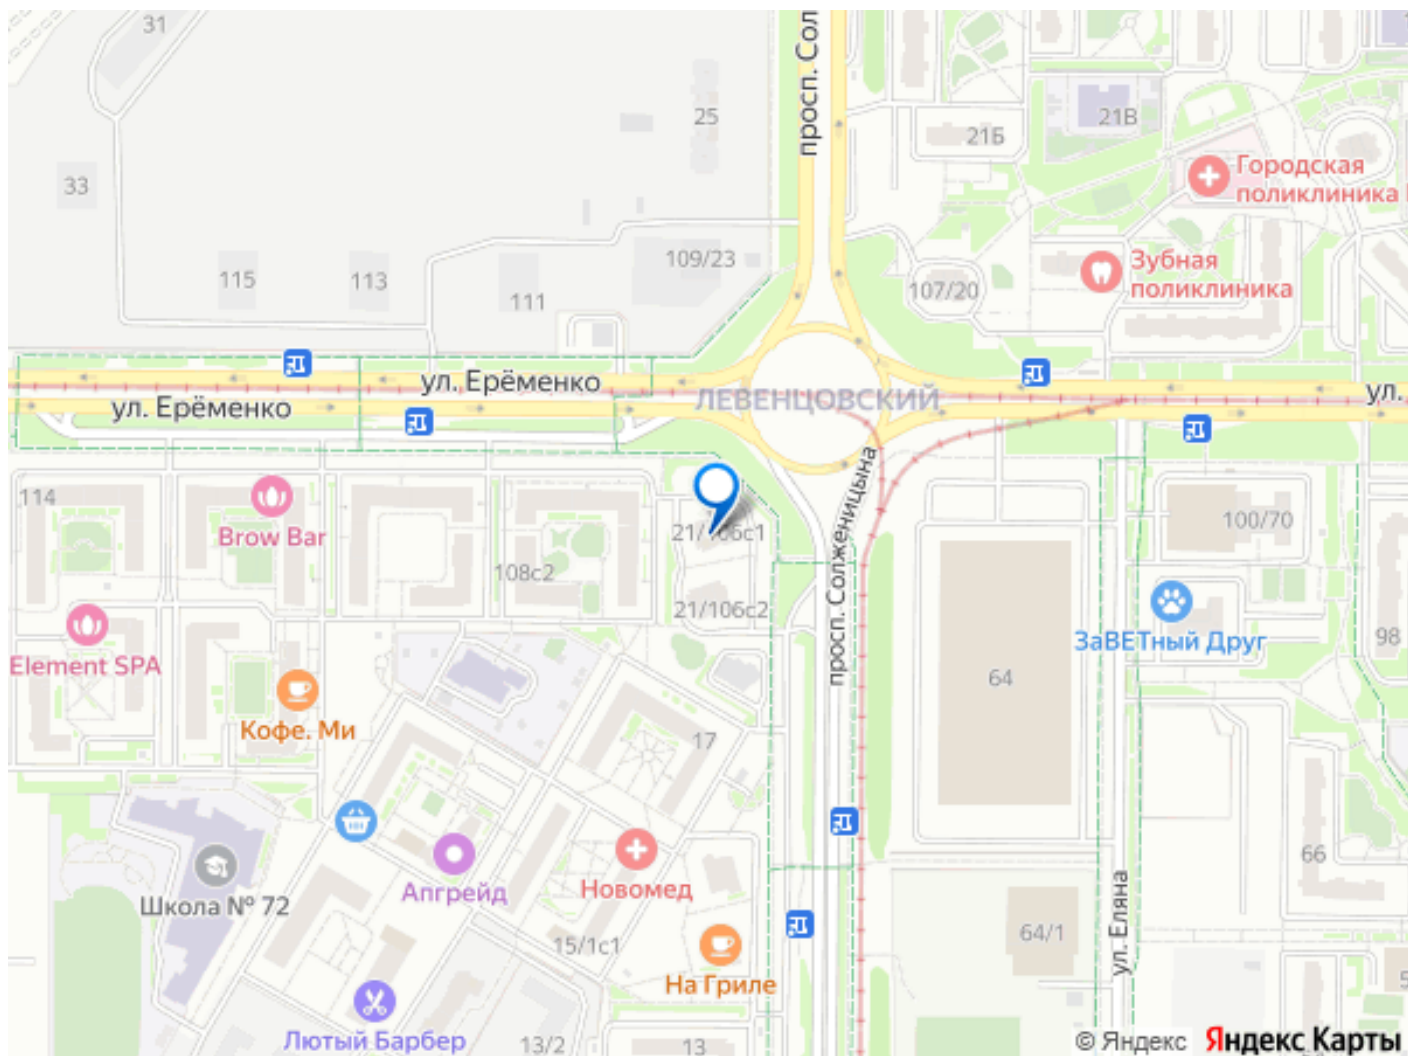 31
просп. Сол
25
21Б
21В
Городская
поликлиника
33
109/23
115
113
111
107/20
Зубная
поликлиника
ул. Ерёменко
ул. Ерёменко
ЛЕВЕНЦОВСКИЙ
ул.
114
Brow Bar
108с2
21/106с1
21/106с2
просп. Солженицына
100/70
ЗаВЕТный Друг
98
Element SPA
Кофе. Ми
64
17
Школа № 72
Апгрейд
Новомед
66
ул. Еляна
15/1с1
64/1
На Гриле
Лютый Барбер
13/2
13
© Яндекс
Яндекс Карты